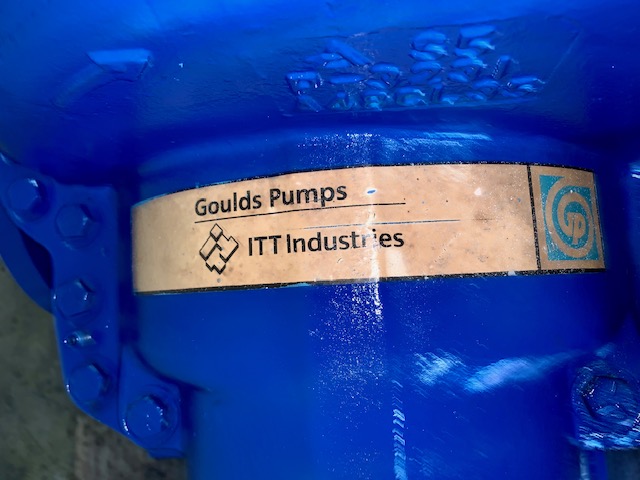 Goulds Pumps
ITT Industries